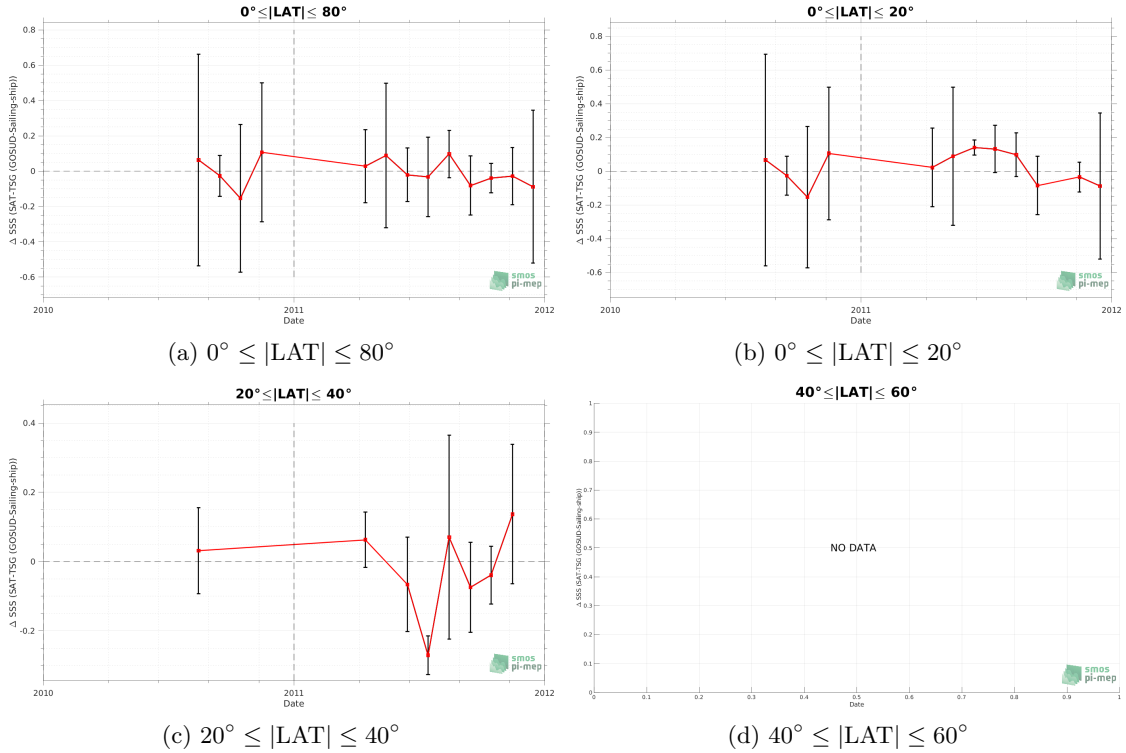 0°≤|LAT|≤ 80°
Δ SSS (SAT-TSG (GOSUD-Sailing-ship))
0.8
0.6
0.4
0.2
0
-0.2
-0.4
-0.6
2010
2011
2012
Date
smos
pi-mep
(a) 0° ≤ |LAT| ≤ 80°
0°≤|LAT|≤ 20°
Δ SSS (SAT-TSG (GOSUD-Sailing-ship))
0.8
0.6
0.4
0.2
0
-0.2
-0.4
-0.6
2010
2011
2012
Date
smos
pi-mep
(b) 0° ≤ |LAT| ≤ 20°
20°≤|LAT|≤ 40°
Δ SSS (SAT-TSG (GOSUD-Sailing-ship))
0.4
0.2
0
-0.2
2010
2011
2012
Date
smos
pi-mep
(c) 20° ≤ |LAT| ≤ 40°
40°≤|LAT|≤ 60°
Δ SSS (SAT-TSG (GOSUD-Sailing-ship))
1
0.9
0.8
0.7
0.6
0.5
0.4
0.3
0.2
0.1
0
NO DATA
0
0.1
0.2
0.3
0.4
0.5
0.6
0.7
0.8
0.9
1
Date
smos
pi-mep
(d) 40° ≤ |LAT| ≤ 60°